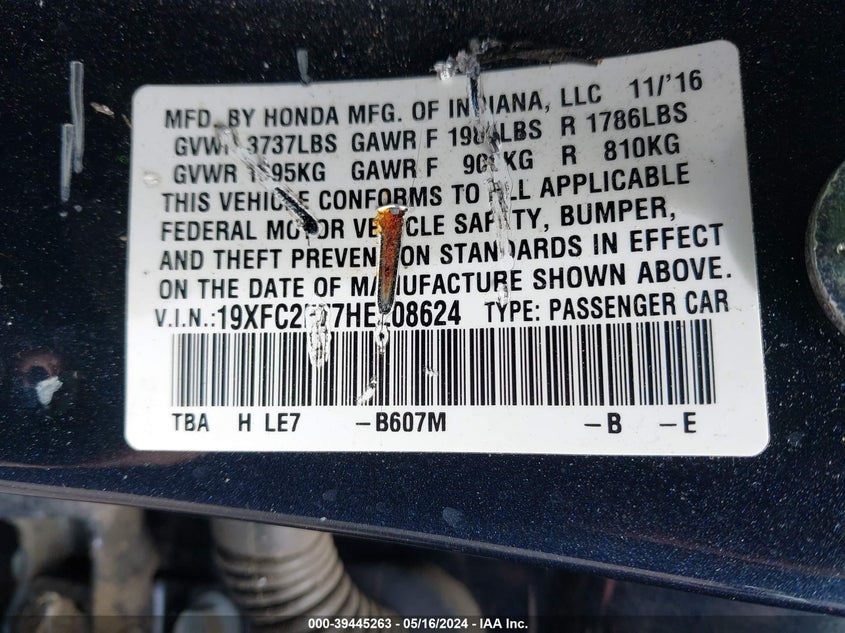 MFD. BY HONDA MFG. OF INDIANA, LLC 11/'16
GVWR 3737LBS GAWR F LBS R 1786LBS
GVWR KG GAWR F KG R 810KG
THIS VEHICLE CONFORMS TO ALL APPLICABLE
FEDERAL MOTOR VEHICLE SAFETY, BUMPER,
AND THEFT PREVENTION STANDARDS IN EFFECT
ON THE DATE OF MANUFACTURE SHOWN ABOVE.
V.I.N.: TYPE: PASSENGER CAR
TBA H LE7 -B607M -B -E
000-39445263 - 05/16/2024 - IAA